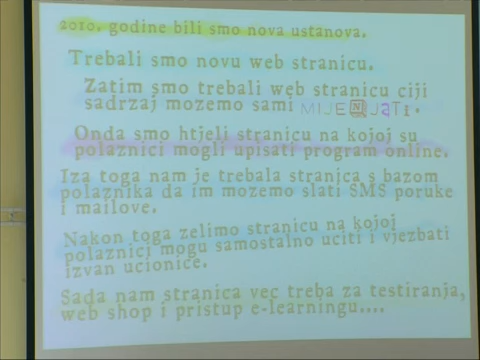 2010. godine bili smo nova ustanova.
Trebali smo novu web stranicu.
Zatim smo trebali web stranicu ciji
sadrzaj mozemo sami MIJENJATi.
Onda smo htjeli stranicu na kojoj su
polaznici mogli upisati program online.
Iza toga nam je trebala stranica s bazom
polaznika da im mozemo slati SMS poruke
i mailove.
Nakon toga zelimo stranicu na kojoj
polaznici mogu samostalno uciti i vjezbati
izvan ucionice.
Sada nam stranica vec treba za testiranja,
web shop i pristup e-learningu....